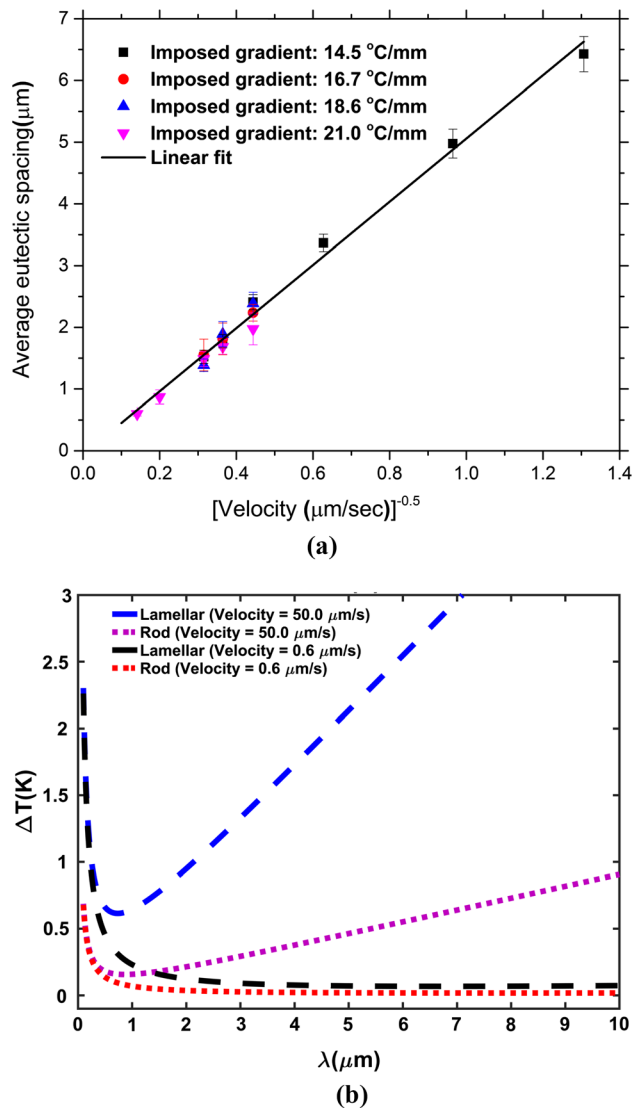 7
6
5
4
3
2
1
0
Average eutectic spacing(μm)
Imposed gradient: 14.5 °C/mm
Imposed gradient: 16.7 °C/mm
Imposed gradient: 18.6 °C/mm
Imposed gradient: 21.0 °C/mm
Linear fit
0.0 0.2 0.4 0.6 0.8 1.0 1.2 1.4
[Velocity (μm/sec)]^-0.5
(a)
3
2.5
2
1.5
1
0.5
0
ΔT(K)
Lamellar (Velocity = 50.0 μm/s)
Rod (Velocity = 50.0 μm/s)
Lamellar (Velocity = 0.6 μm/s)
Rod (Velocity = 0.6 μm/s)
0 1 2 3 4 5 6 7 8 9 10
λ(μm)
(b)